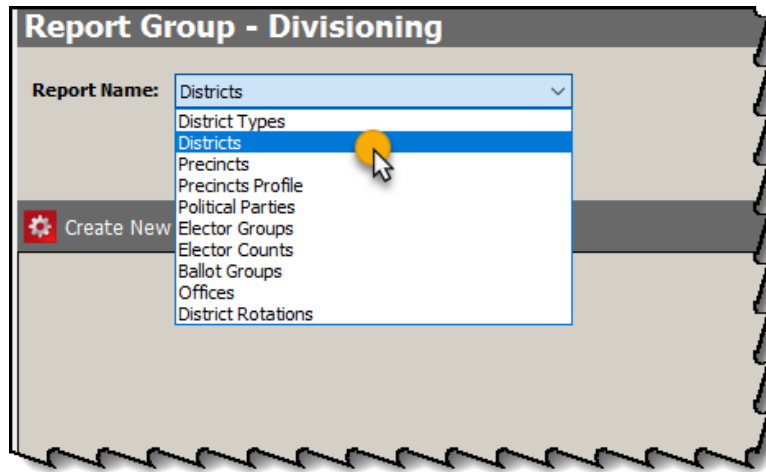 Report Group - Divisioning
Report Name: Districts
District Types
Districts
Precincts
Precincts Profile
Political Parties
Create New
Elector Groups
Elector Counts
Ballot Groups
Offices
District Rotations